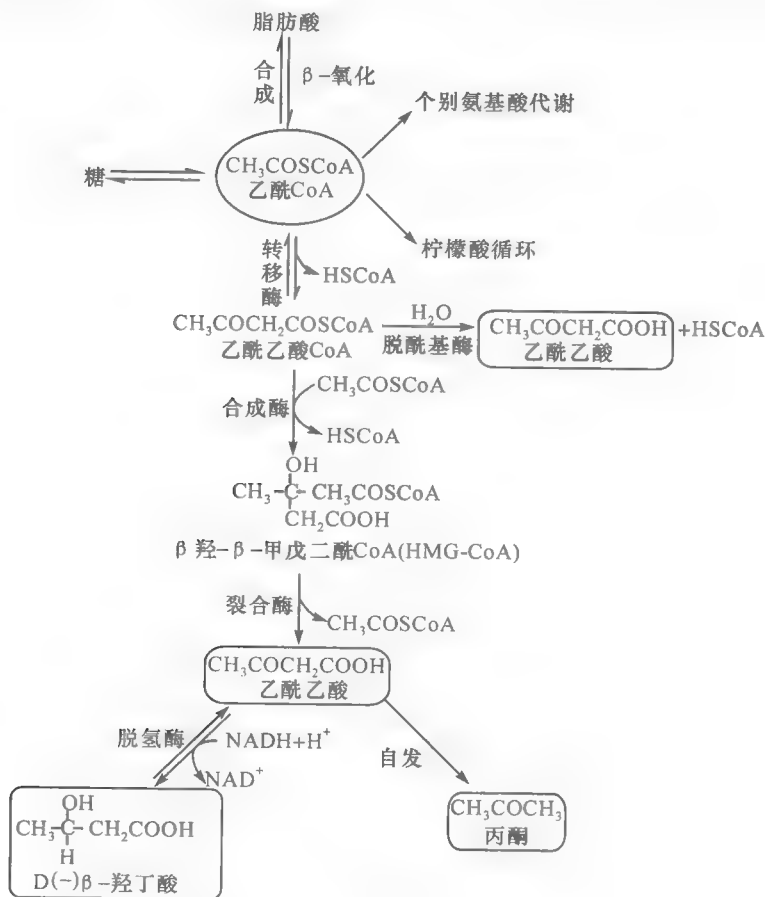 脂肪酸
合成
β-氧化
个别氨基酸代谢
糖
CH₃COSCoA
乙酰CoA
柠檬酸循环
转移酶
HSCoA
CH₃COCH₂COSCoA
乙酰乙酸CoA
H₂O
脱酰基酶
CH₃COCH₂COOH
乙酰乙酸
+HSCoA
合成酶
CH₃COSCoA
HSCoA
OH
CH₃-C-CH₃COSCoA
CH₂COOH
β羟-β-甲戊二酰CoA(HMG-CoA)
裂合酶
CH₃COSCoA
CH₃COCH₂COOH
乙酰乙酸
脱氢酶
NADH+H⁺
NAD⁺
自发
OH
CH₃-C-CH₂COOH
H
D(-)β-羟丁酸
CH₃COCH₃
丙酮